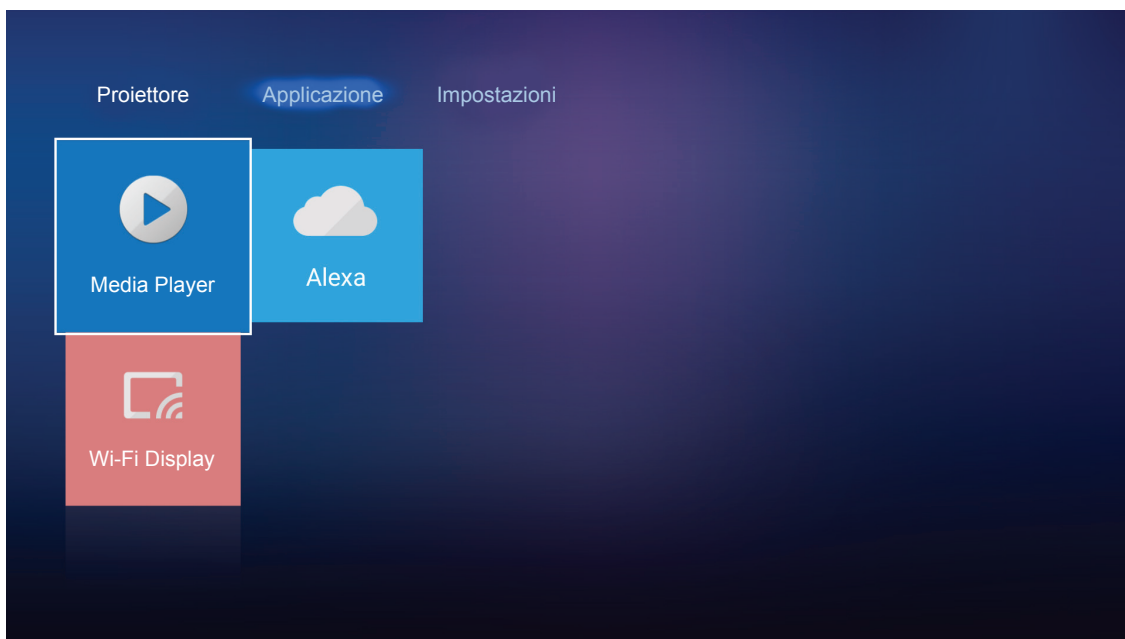 Proiettore Applicazione Impostazioni
Media Player
Alexa
Wi-Fi Display